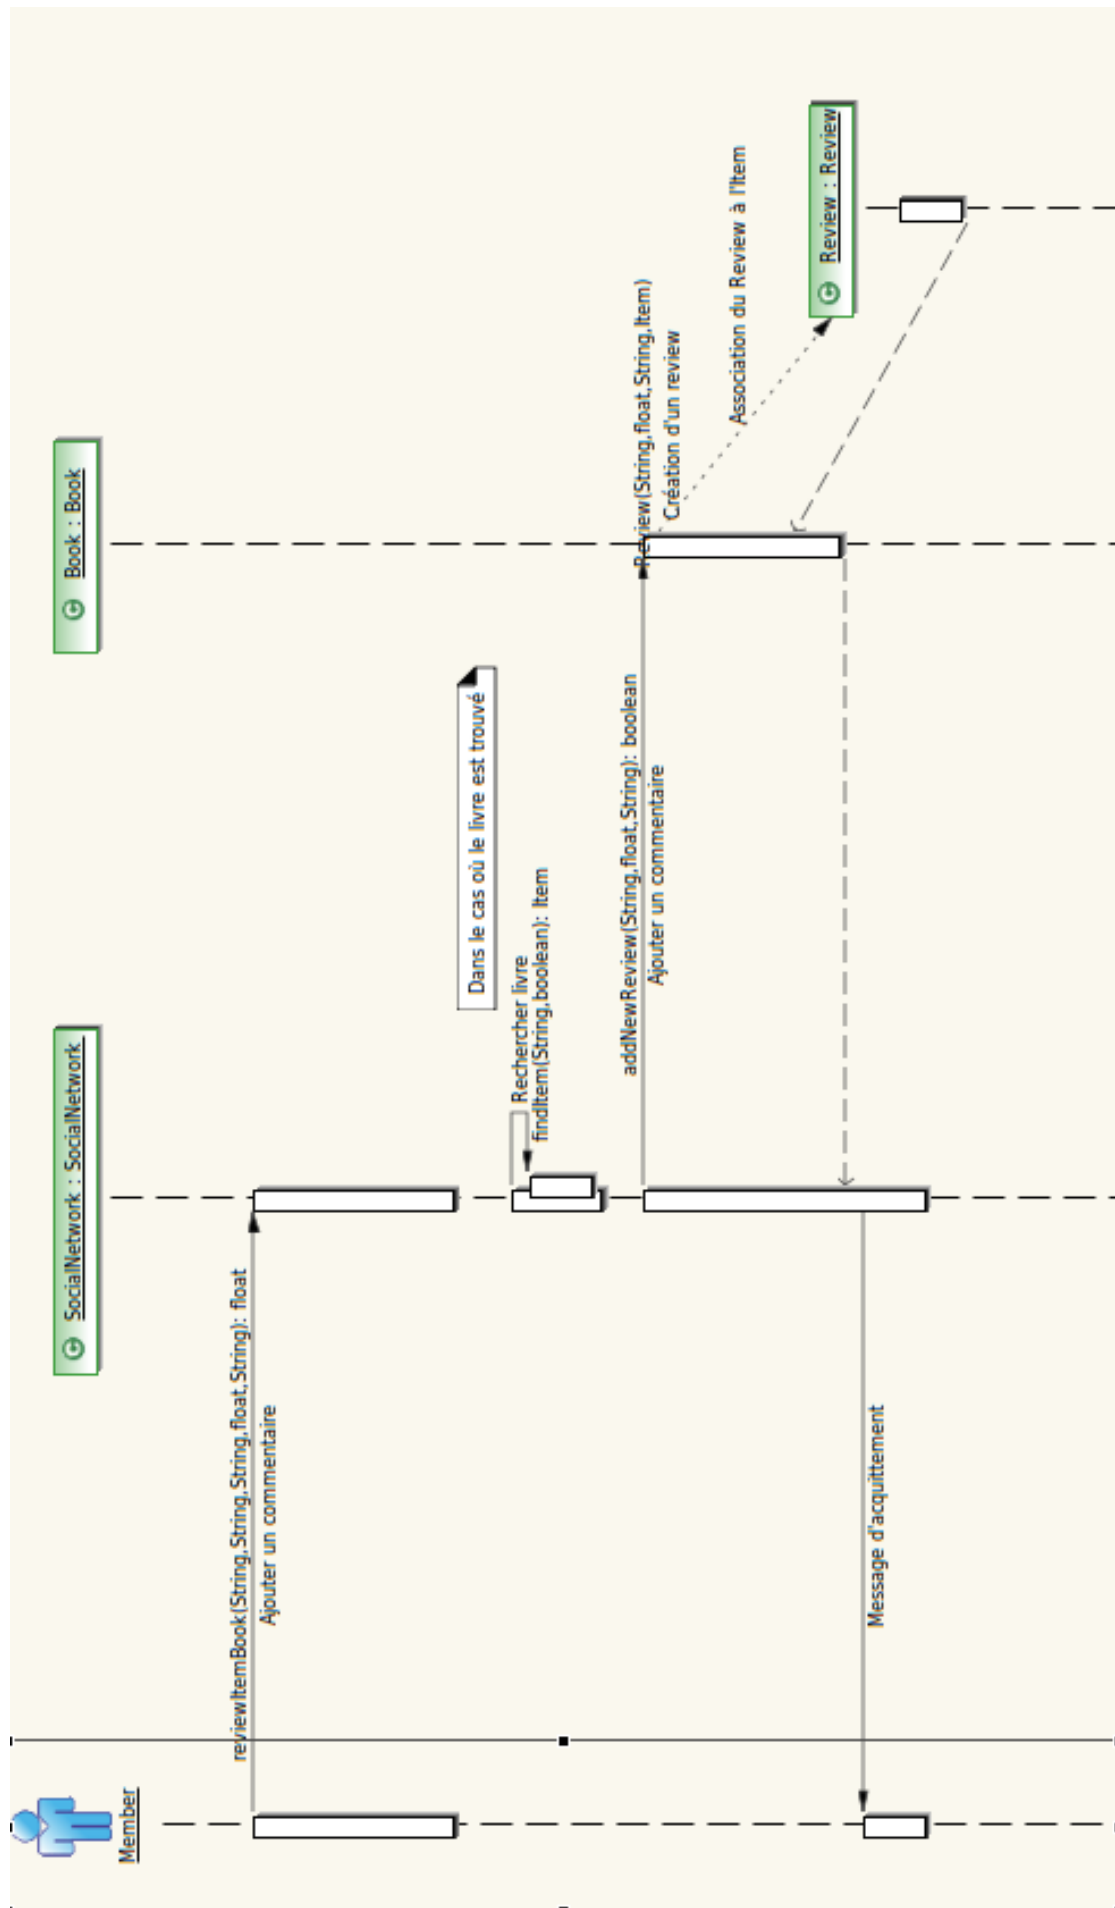 Member
SocialNetwork : SocialNetwork
Book : Book
reviewItemBook(String,String,String,float,String): float
Ajouter un commentaire
Dans le cas où le livre est trouvé
Rechercher livre
findItem(String,boolean): Item
addNewReview(String,float,String): boolean
Ajouter un commentaire
Review(String,float,String,Item)
Création d'un review
Association du Review à l'Item
Review : Review
Message d'acquittement